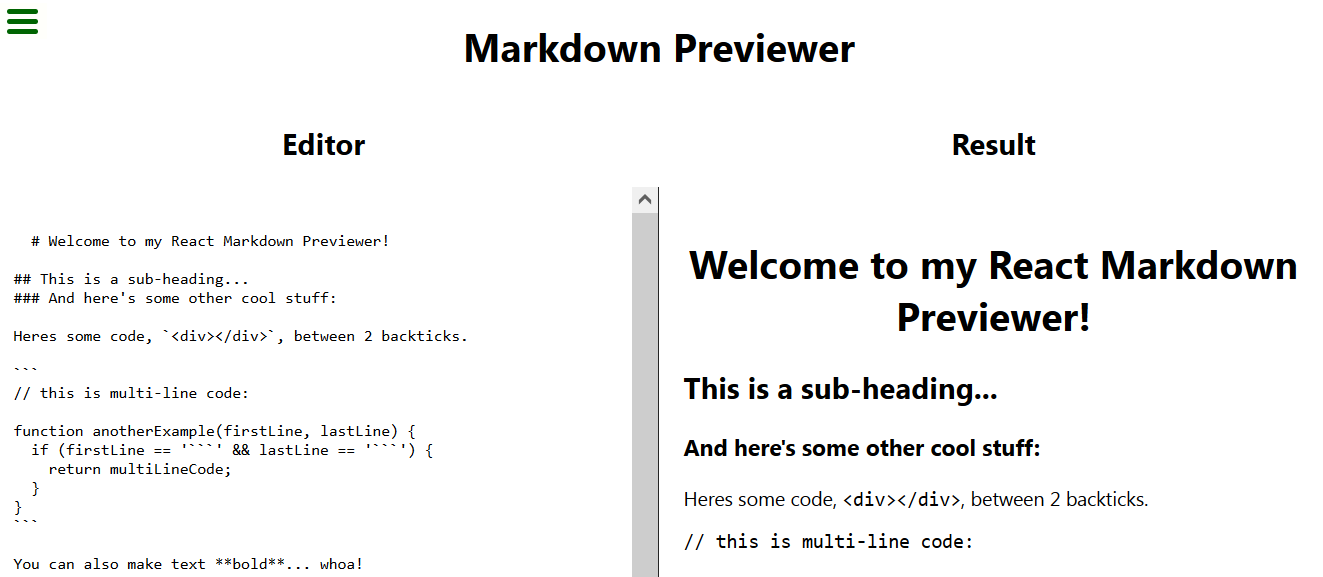 Markdown Previewer
Editor
Result
# Welcome to my React Markdown Previewer!
## This is a sub-heading...
### And here's some other cool stuff:
Heres some code, `<div></div>`, between 2 backticks.
```
// this is multi-line code:
function anotherExample(firstLine, lastLine) {
  if (firstLine == '```' && lastLine == '```') {
    return multiLineCode;
  }
}
```
You can also make text **bold**... whoa!
Welcome to my React Markdown
Previewer!
This is a sub-heading...
And here's some other cool stuff:
Heres some code, <div></div>, between 2 backticks.
// this is multi-line code: